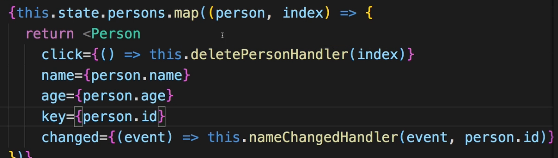 {this.state.persons.map((person, index) => {
return <Person
click={() => this.deletePersonHandler(index)}
name={person.name}
age={person.age}
key={person.id}
changed={(event) => this.nameChangedHandler(event, person.id)}
})}